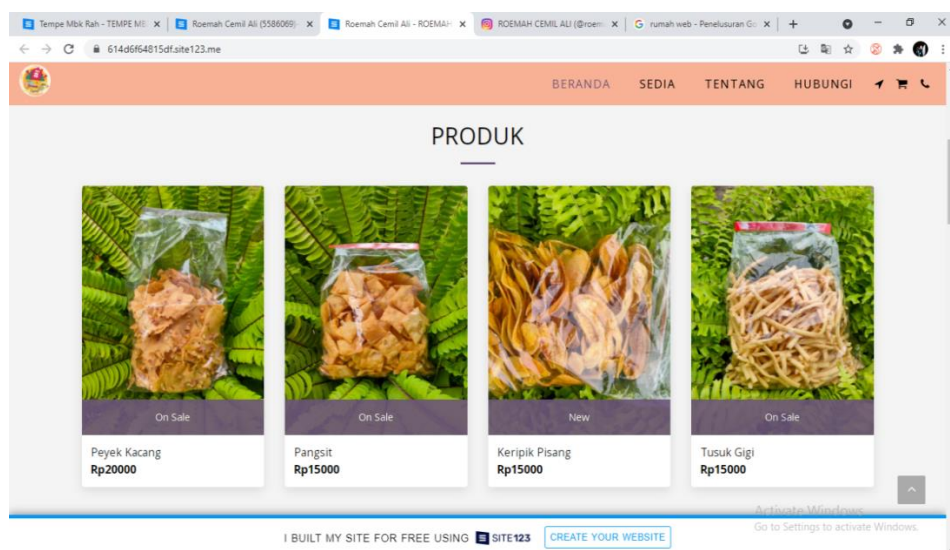 Tempe Mbk Rah - TEMPE MB
Roemah Cemil Ali (5586069)
Roemah Cemil Ali - ROEMAH
ROEMAH CEMIL ALI (@roem
rumah web - Penelusuran Go
614d6f64815df.site123.me
BERANDA SEDIA TENTANG HUBUNGI
PRODUK
On Sale
On Sale
New
On Sale
Peyek Kacang
Rp20000
Pangsit
Rp15000
Keripik Pisang
Rp15000
Tusuk Gigi
Rp15000
Activate Windows
Go to Settings to activate Windows.
I BUILT MY SITE FOR FREE USING SITE123 CREATE YOUR WEBSITE